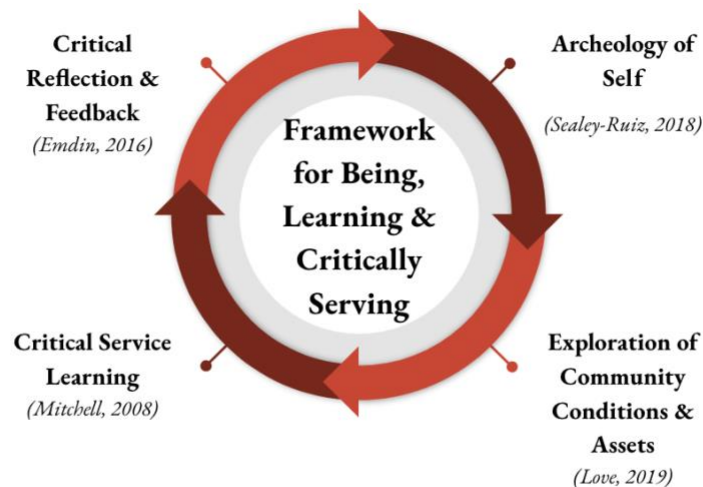 Critical
Reflection &
Feedback
(Emdin, 2016)
Archeology of
Self
(Sealey-Ruiz, 2018)
Framework
for Being,
Learning &
Critically
Serving
Critical Service
Learning
(Mitchell, 2008)
Exploration of
Community
Conditions &
Assets
(Love, 2019)